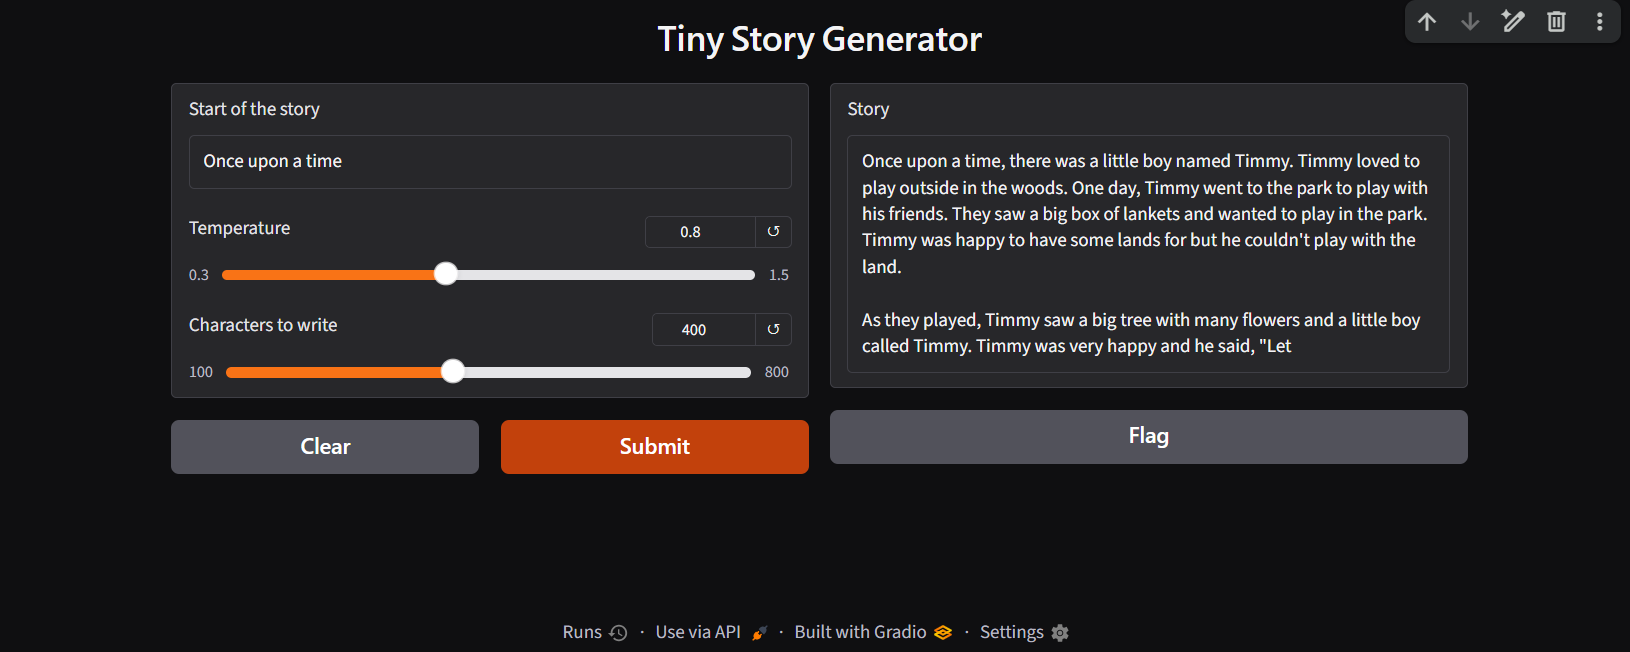 Tiny Story Generator
Start of the story
Once upon a time
Temperature
0.8
0.3
1.5
Characters to write
400
100
800
Clear
Submit
Story
Once upon a time, there was a little boy named Timmy. Timmy loved to
play outside in the woods. One day, Timmy went to the park to play with
his friends. They saw a big box of lankets and wanted to play in the park.
Timmy was happy to have some lands for but he couldn't play with the
land.
As they played, Timmy saw a big tree with many flowers and a little boy
called Timmy. Timmy was very happy and he said, "Let
Flag
Runs · Use via API · Built with Gradio · Settings